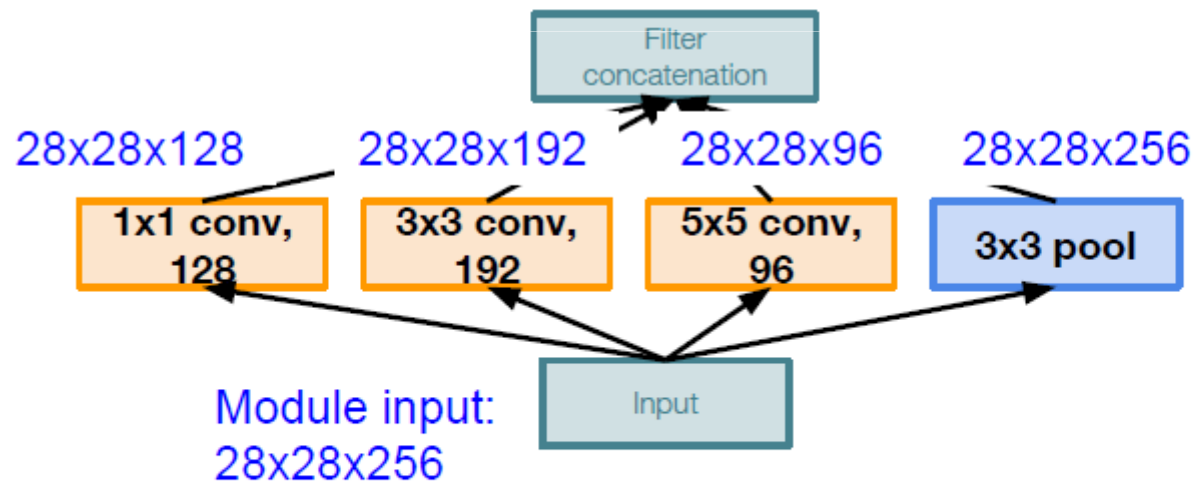 Filter
concatenation
28x28x128
28x28x192
28x28x96
28x28x256
1x1 conv,
128
3x3 conv,
192
5x5 conv,
96
3x3 pool
Module input:
28x28x256
Input